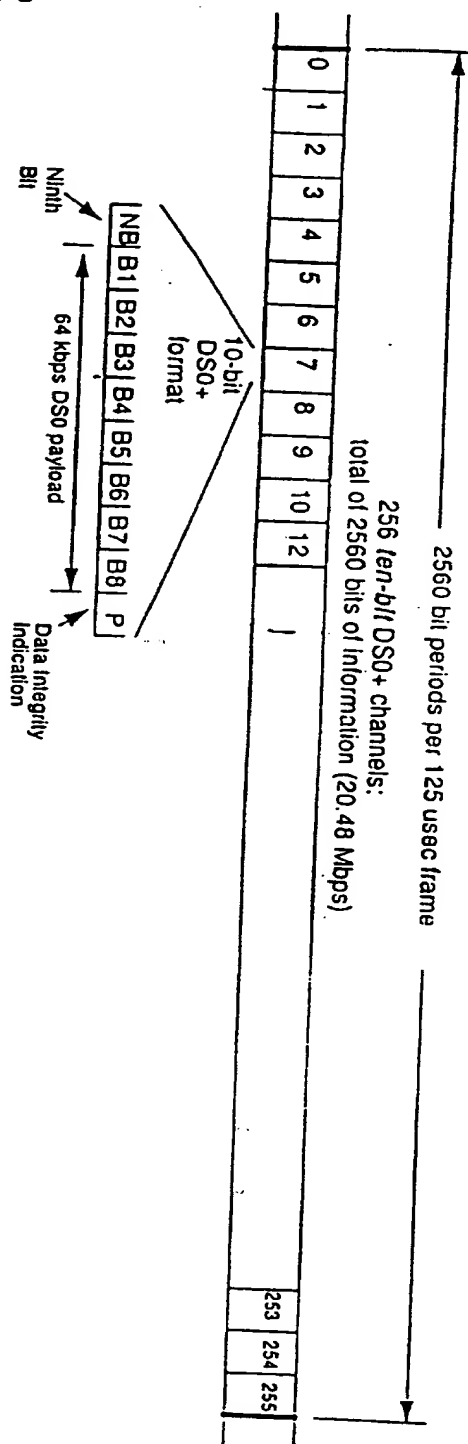 2560 bit periods per 125 usec frame
256 ten-bit DS0+ channels:
total of 2560 bits of information (20.48 Mbps)
0 1 2 3 4 5 6 7 8 9 10 12 253 254 255
10-bit
DS0+
format
NB B1 B2 B3 B4 B5 B6 B7 B8 P
Ninth
Bit
64 kbps DS0 payload
Data Integrity
Indication